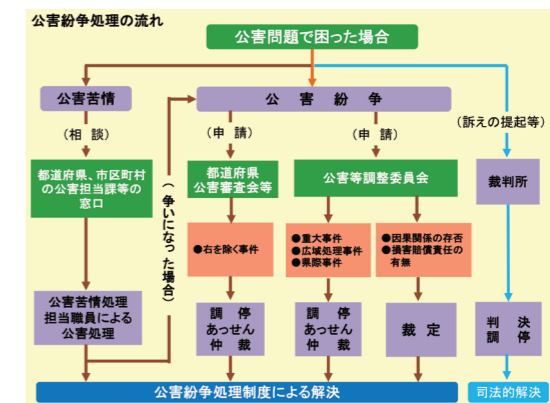 公害紛争処理の流れ
公害問題で困った場合
公害苦情
公害紛争
(相談)
(申請)
(申請)
(訴えの提起等)
都道府県、市区町村
の公害担当課等の
窓口
都道府県
公害審査会等
公害等調整委員会
裁判所
(争いになった場合)
●右を除く事件
●重大事件
●広域処理事件
●県際事件
●因果関係の存否
●損害賠償責任の
有無
公害苦情処理
担当職員による
公害処理
調停
あっせん
仲裁
調停
あっせん
仲裁
裁定
判決
調停
公害紛争処理制度による解決
司法的解決